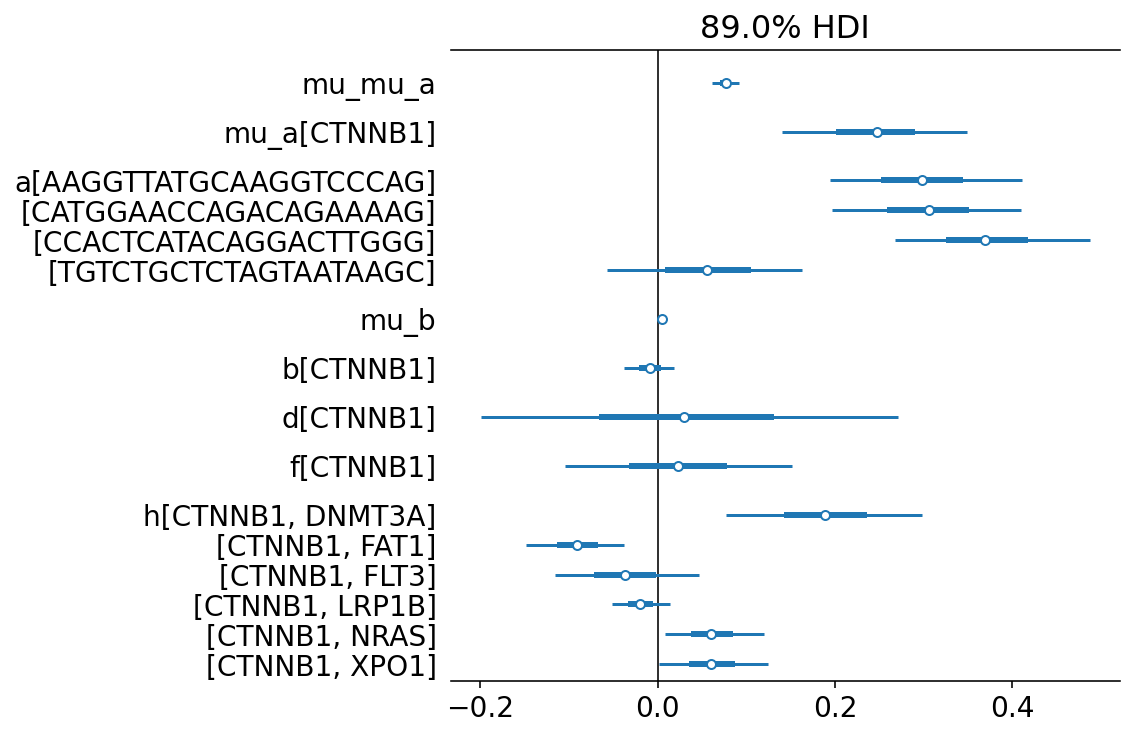 89.0% HDI
mu_mu_a
mu_a[CTNNB1]
a[AAGGTTATGCAAGGTCCCAG]
[CATGGAACCAGACAGAAAAG]
[CCACTCATACAGGACTTGGG]
[TGTCTGCTCTAGTAATAAGC]
mu_b
b[CTNNB1]
d[CTNNB1]
f[CTNNB1]
h[CTNNB1, DNMT3A]
[CTNNB1, FAT1]
[CTNNB1, FLT3]
[CTNNB1, LRP1B]
[CTNNB1, NRAS]
[CTNNB1, XPO1]
−0.2 0.0 0.2 0.4